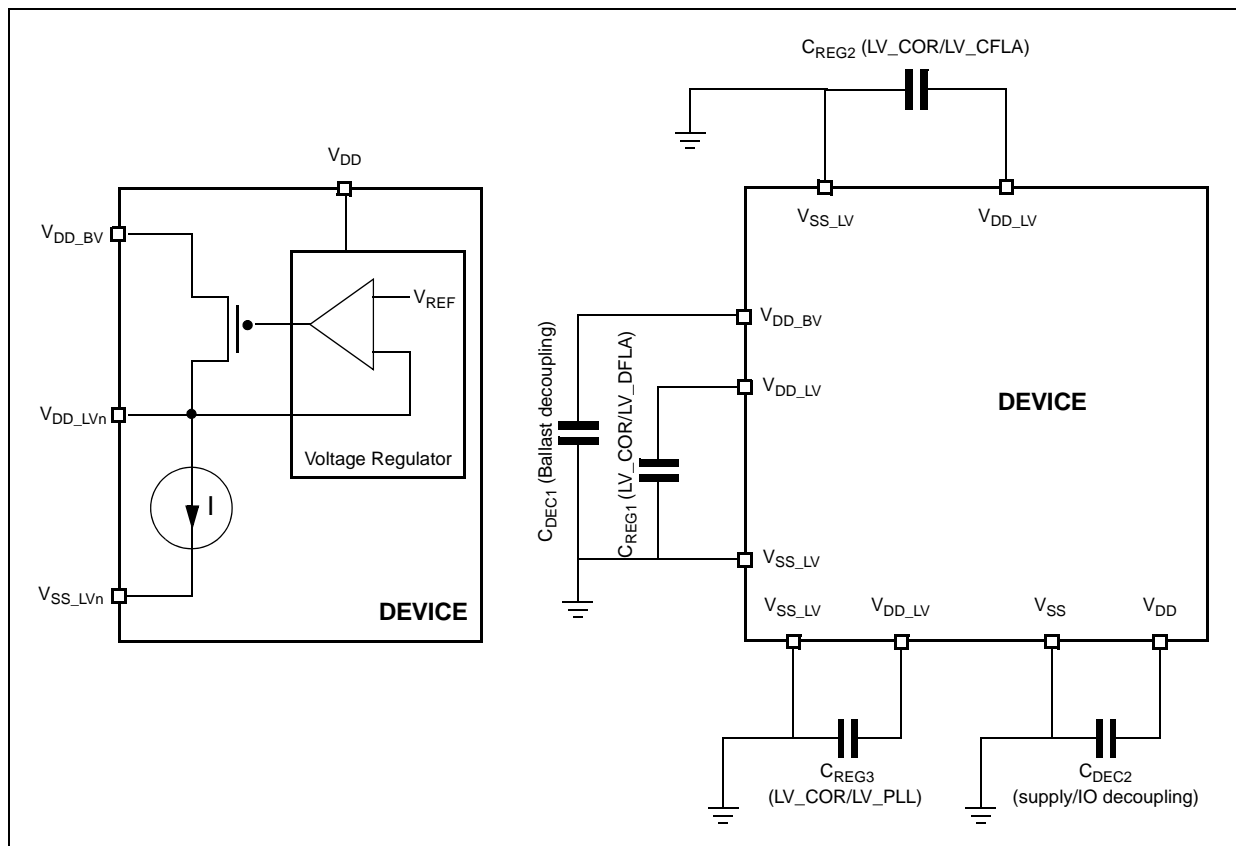 V_DD
V_DD_BV
V_REF
V_DD_LVn
Voltage Regulator
I
V_SS_LVn
DEVICE
C_REG2 (LV_COR/LV_CFLA)
V_SS_LV
V_DD_LV
V_DD_BV
V_DD_LV
DEVICE
C_DEC1 (Ballast decoupling)
C_REG1 (LV_COR/LV_DFLA)
V_SS_LV
V_SS_LV
V_DD_LV
V_SS
V_DD
C_REG3
(LV_COR/LV_PLL)
C_DEC2
(supply/IO decoupling)